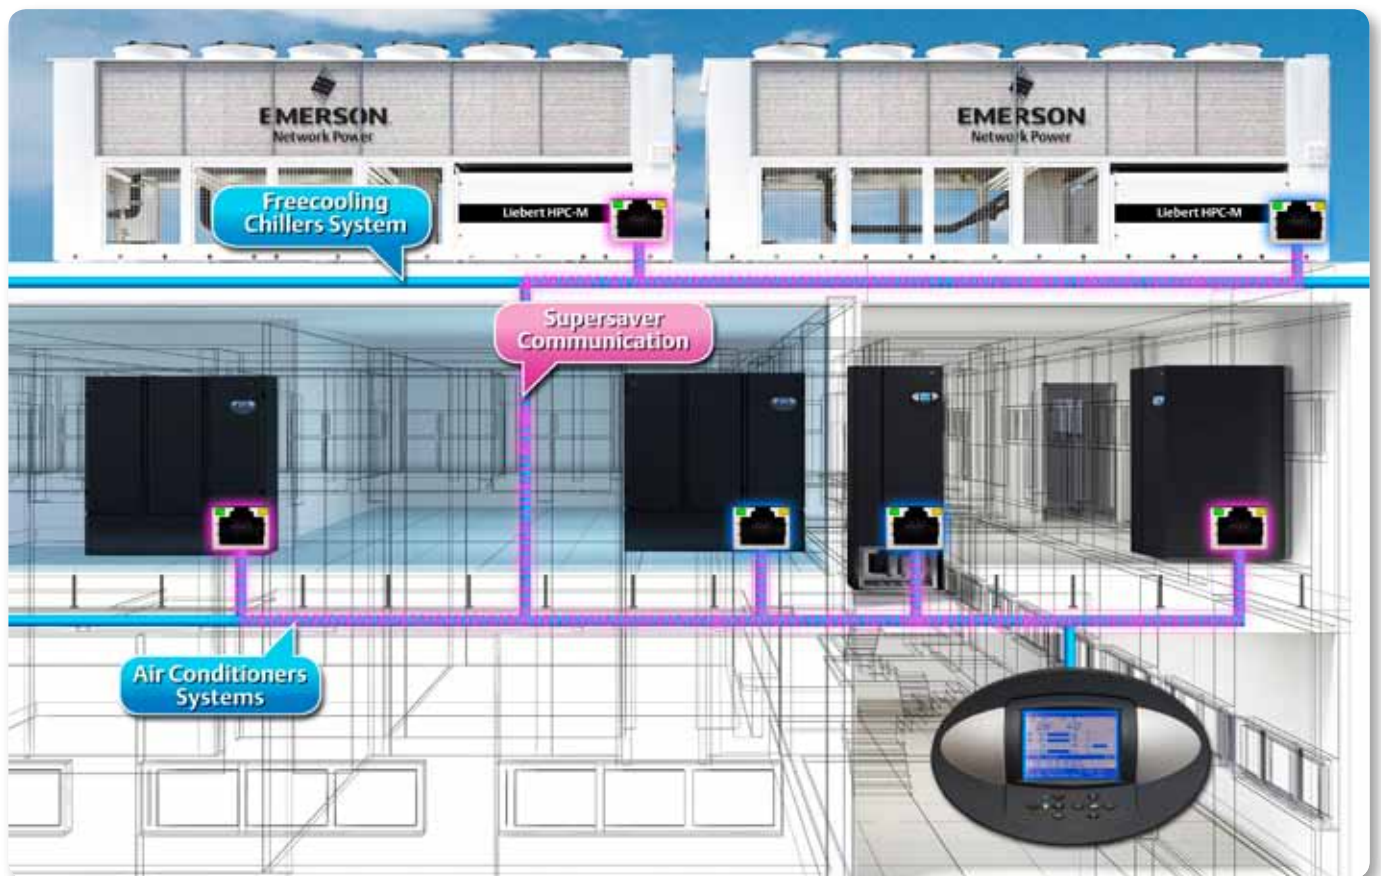 EMERSON
Network Power
EMERSON
Network Power
Freecooling
Chillers System
Liebert HPC-M
Liebert HPC-M
Supersaver
Communication
Air Conditioners
Systems